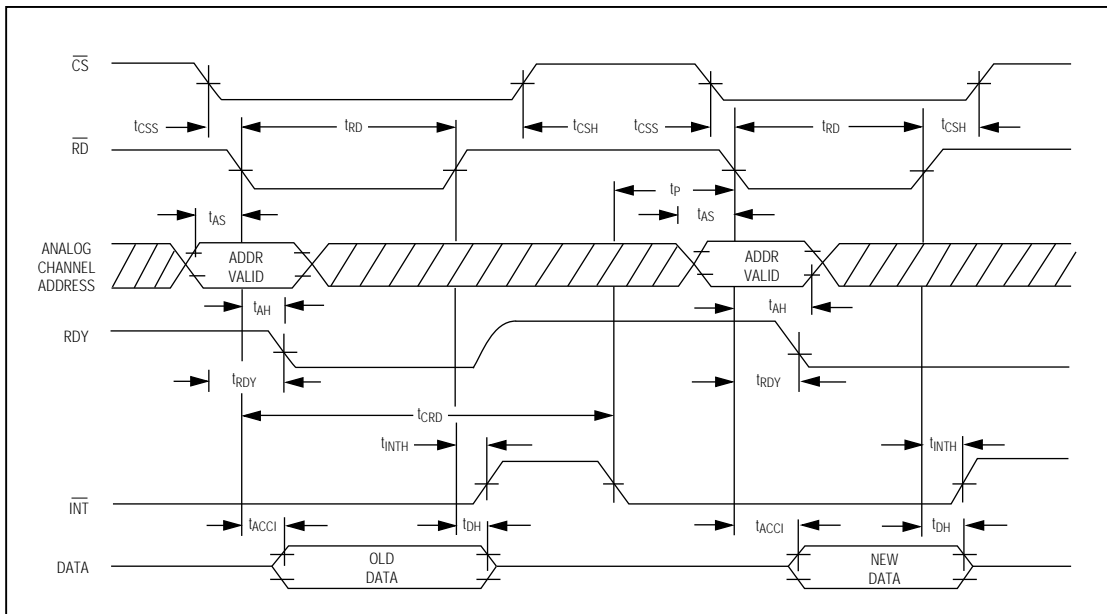 CS
tCSS
tRD
tCSH
tCSS
tRD
tCSH
RD
tP
tAS
tAS
ANALOG
CHANNEL
ADDRESS
ADDR
VALID
ADDR
VALID
tAH
tAH
RDY
tRDY
tRDY
tCRD
tINTH
tINTH
INT
tACCI
tDH
tACCI
tDH
DATA
OLD
DATA
NEW
DATA